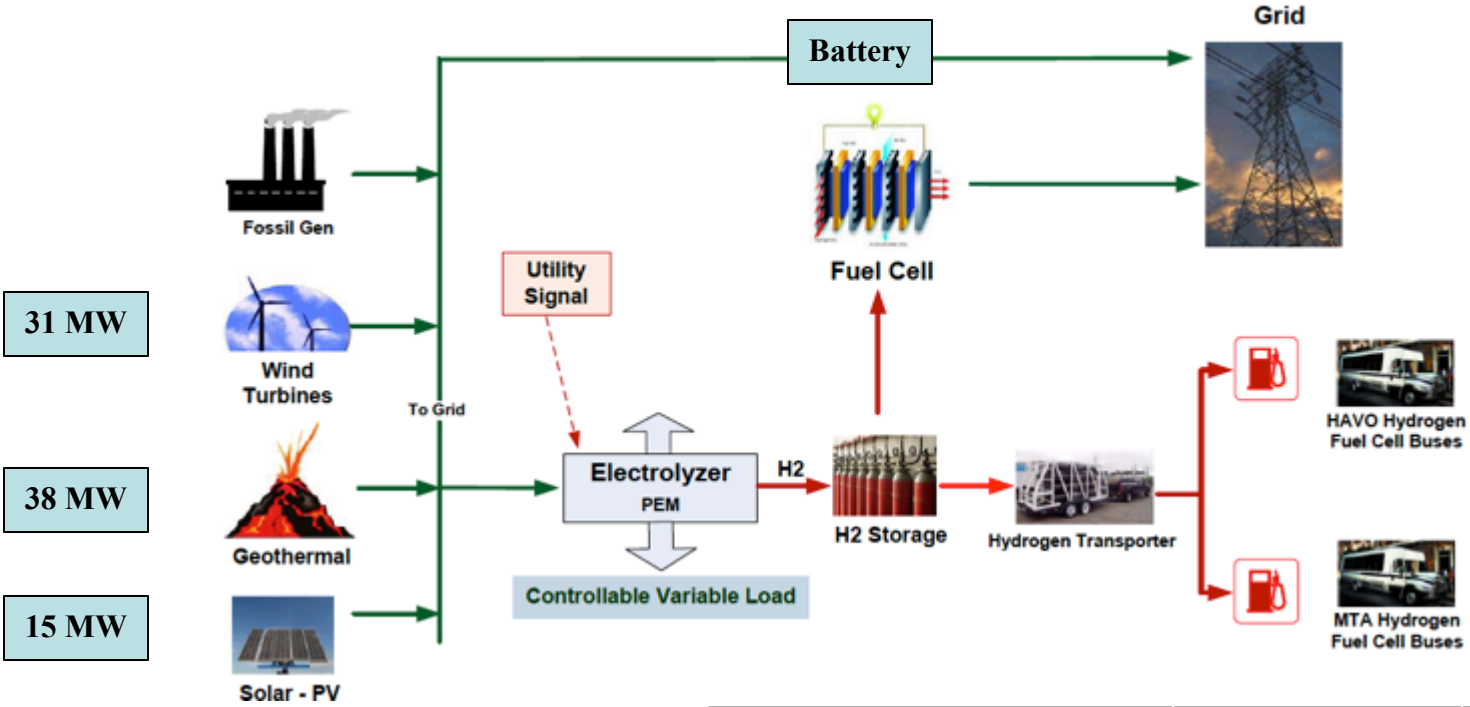 Grid
Battery
Fossil Gen
Utility
Signal
Fuel Cell
31 MW
Wind
Turbines
To Grid
HAVO Hydrogen
Fuel Cell Buses
38 MW
Electrolyzer
PEM
H2
Geothermal
H2 Storage
Hydrogen Transporter
Controllable Variable Load
15 MW
MTA Hydrogen
Fuel Cell Buses
Solar - PV